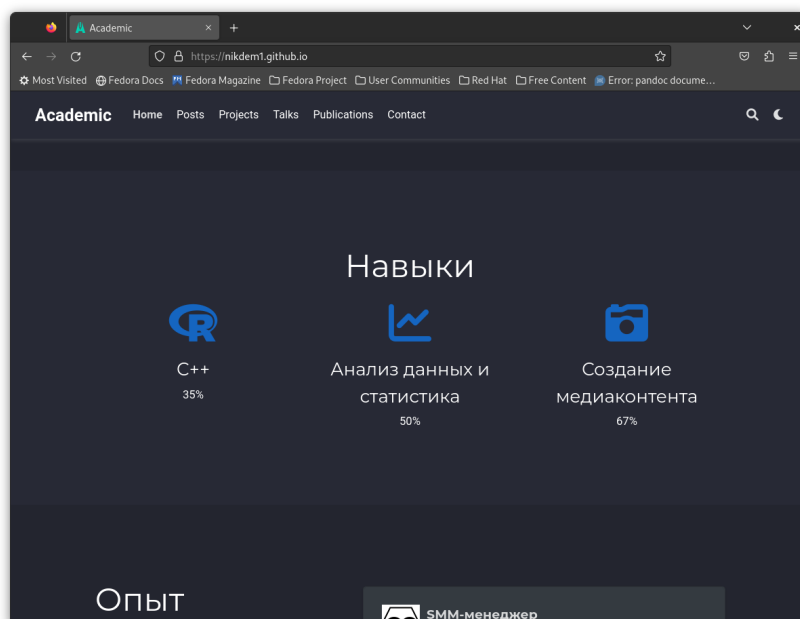 Academic
https://nikdem1.github.io
Most Visited Fedora Docs Fedora Magazine Fedora Project User Communities Red Hat Free Content Error: pandoc docume…
Academic Home Posts Projects Talks Publications Contact
Навыки
R
C++
35%
Анализ данных и
статистика
50%
Создание
медиаконтента
67%
Опыт
SMM-менеджер